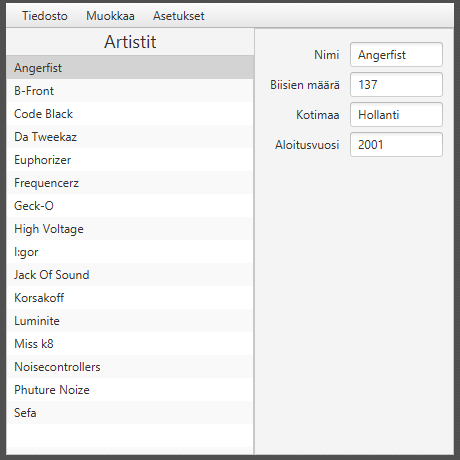 Tiedosto Muokkaa Asetukset
Artistit
Angerfist
B-Front
Code Black
Da Tweekaz
Euphorizer
Frequencerz
Geck-O
High Voltage
I:gor
Jack Of Sound
Korsakoff
Luminite
Miss k8
Noisecontrollers
Phuture Noize
Sefa
Nimi Angerfist
Biisien määrä 137
Kotimaa Hollanti
Aloitusvuosi 2001